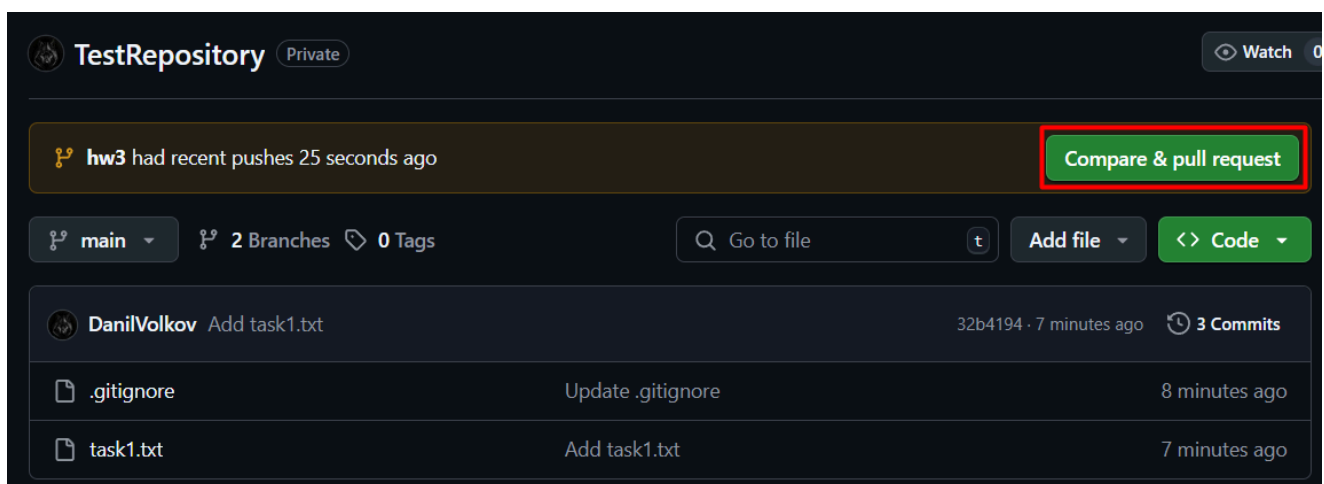 TestRepository Private Watch 0
hw3 had recent pushes 25 seconds ago Compare & pull request
main 2 Branches 0 Tags Go to file t Add file <> Code
DanilVolkov Add task1.txt 32b4194 · 7 minutes ago 3 Commits
.gitignore Update .gitignore 8 minutes ago
task1.txt Add task1.txt 7 minutes ago